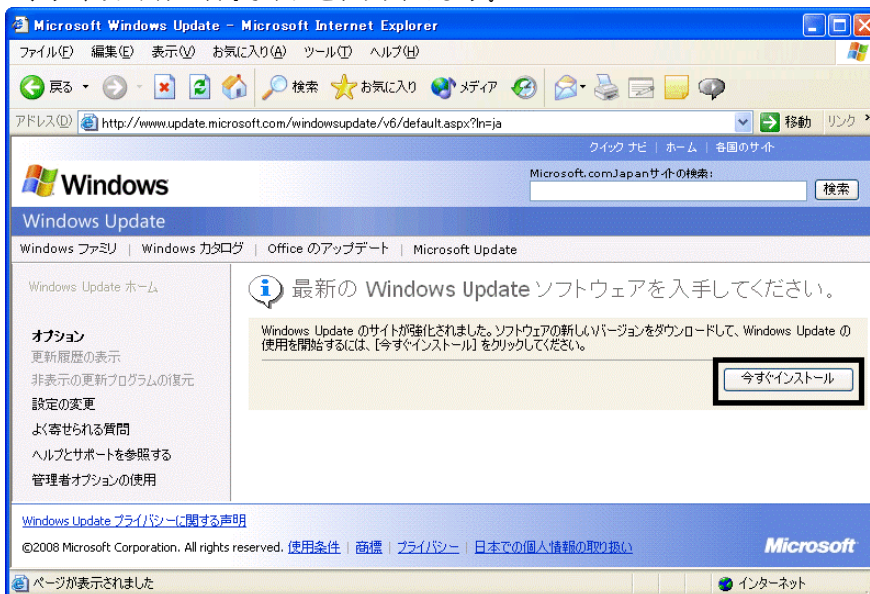 Microsoft Windows Update - Microsoft Internet Explorer
ファイル(F) 編集(E) 表示(V) お気に入り(A) ツール(T) ヘルプ(H)
戻る 検索 お気に入り メディア
アドレス(D) http://www.update.microsoft.com/windowsupdate/v6/default.aspx?ln=ja 移動 リンク
クイック ナビ | ホーム | 各国のサイト
Windows
Microsoft.comJapanサイトの検索:
検索
Windows Update
Windows ファミリ | Windows カタログ | Office のアップデート | Microsoft Update
Windows Update ホーム
オプション
更新履歴の表示
非表示の更新プログラムの復元
設定の変更
よく寄せられる質問
ヘルプとサポートを参照する
管理者オプションの使用
最新の Windows Update ソフトウェアを入手してください。
Windows Update のサイトが強化されました。ソフトウェアの新しいバージョンをダウンロードして、Windows Update の
使用を開始するには、[今すぐインストール] をクリックしてください。
今すぐインストール
Windows Update プライバシーに関する声明
©2008 Microsoft Corporation. All rights reserved. 使用条件 | 商標 | プライバシー | 日本での個人情報の取り扱い
Microsoft
ページが表示されました インターネット